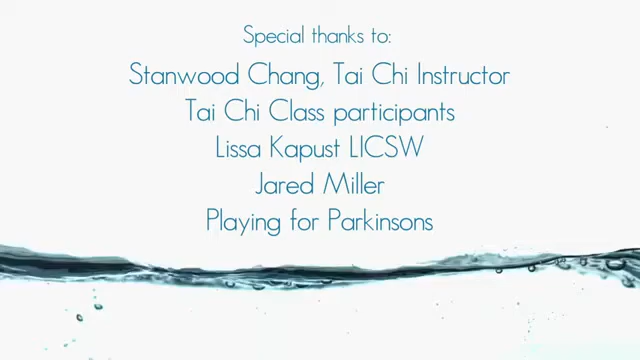 Special thanks to:
Stanwood Chang, Tai Chi Instructor
Tai Chi Class participants
Lissa Kapust LICSW
Jared Miller
Playing for Parkinsons